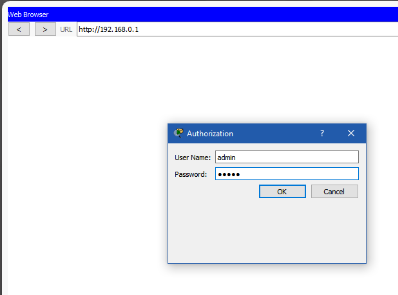 Web Browser
< > URL http://192.168.0.1
Authorization ? ×
User Name: admin
Password: •••••
OK Cancel